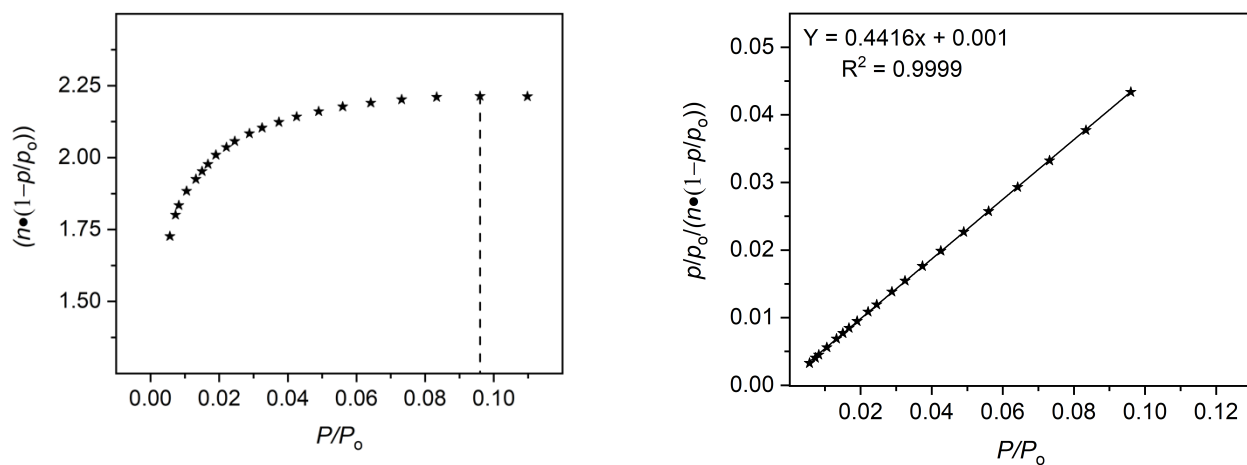 (n•(1−p/pₒ))
2.25
2.00
1.75
1.50
0.00 0.02 0.04 0.06 0.08 0.10
P/Pₒ
Y = 0.4416x + 0.001
R² = 0.9999
p/pₒ/(n•(1−p/pₒ))
0.05
0.04
0.03
0.02
0.01
0.00
0.02 0.04 0.06 0.08 0.10 0.12
P/Pₒ